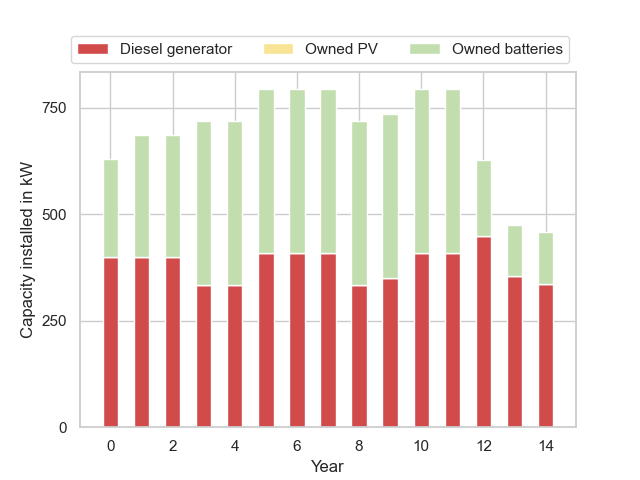 Diesel generator Owned PV Owned batteries
Capacity installed in kW
750
500
250
0
0 2 4 6 8 10 12 14
Year